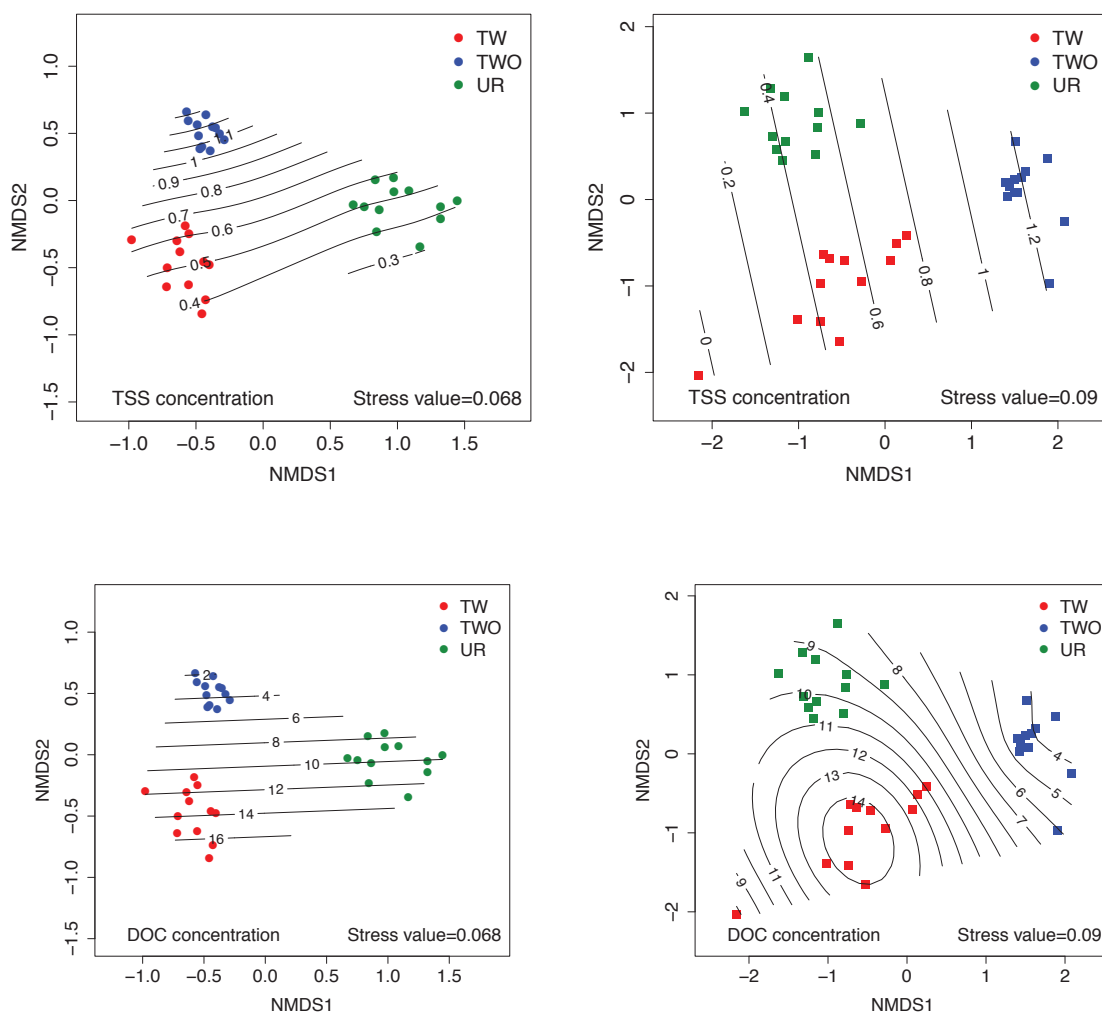 TW
TWO
UR
1.0
0.5
0.0
−0.5
−1.0
−1.5
NMDS2
1.1
1
0.9
0.8
0.7
0.6
0.5
0.4
0.3
TSS concentration
Stress value=0.068
−1.0 −0.5 0.0 0.5 1.0 1.5
NMDS1
TW
TWO
UR
2
1
0
−1
−2
NMDS2
0
0.2
0.4
0.6
0.8
1
1.2
TSS concentration
Stress value=0.09
−2 −1 0 1 2
NMDS1
TW
TWO
UR
1.0
0.5
0.0
−0.5
−1.0
−1.5
NMDS2
2
4
6
8
10
12
14
16
DOC concentration
Stress value=0.068
−1.0 −0.5 0.0 0.5 1.0 1.5
NMDS1
TW
TWO
UR
2
1
0
−1
−2
NMDS2
9
10
11
12
13
14
8
7
6
5
4
9
11
DOC concentration
Stress value=0.09
−2 −1 0 1 2
NMDS1